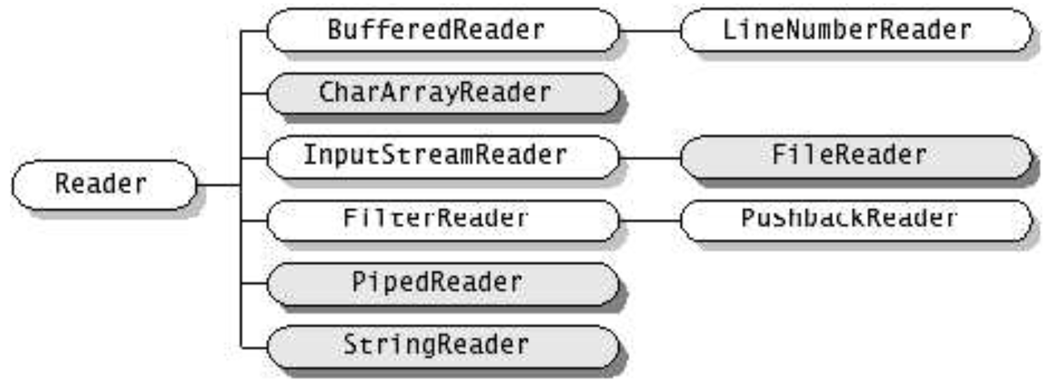 BufferedReader
LineNumberReader
CharArrayReader
InputStreamReader
FileReader
Reader
FilterReader
PushbackReader
PipedReader
StringReader